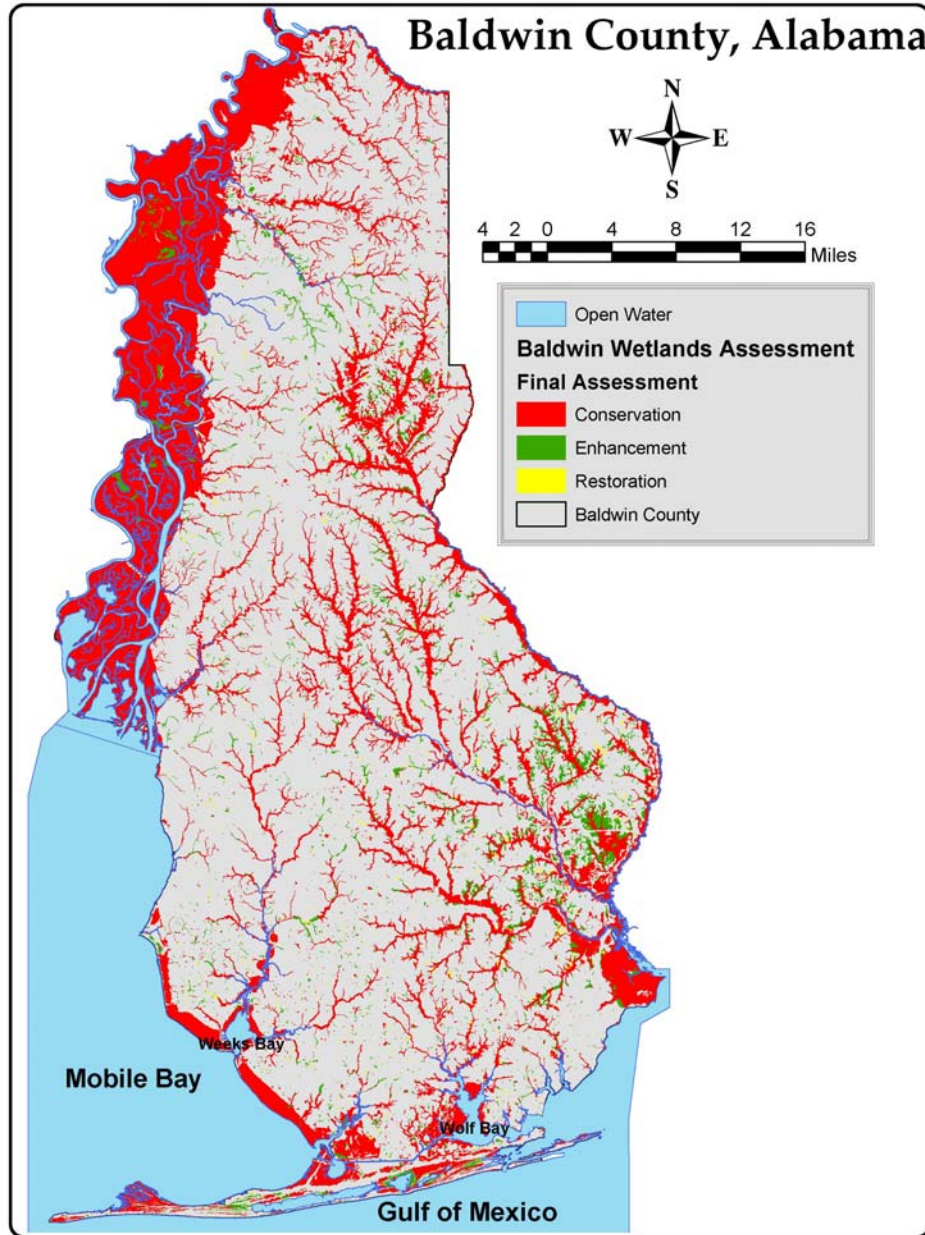 Baldwin County, Alabama
N
W E
S
4 2 0 4 8 12 16
Miles
Open Water
Baldwin Wetlands Assessment
Final Assessment
Conservation
Enhancement
Restoration
Baldwin County
Weeks Bay
Mobile Bay
Wolf Bay
Gulf of Mexico